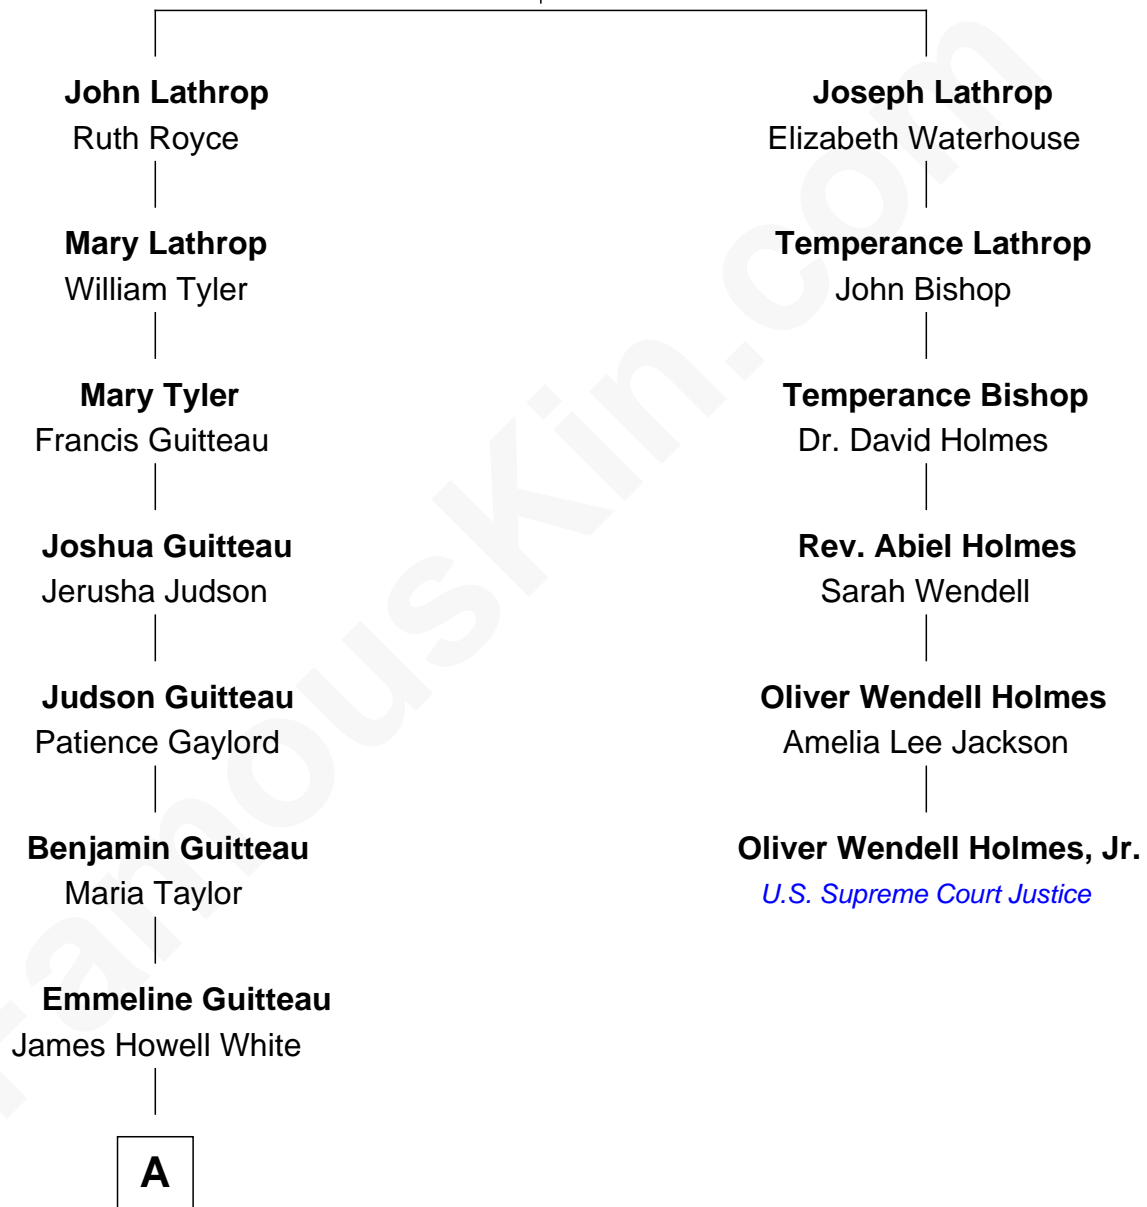 John Lathrop
Ruth Royce
Mary Lathrop
William Tyler
Mary Tyler
Francis Guitteau
Joshua Guitteau
Jerusha Judson
Judson Guitteau
Patience Gaylord
Benjamin Guitteau
Maria Taylor
Emmeline Guitteau
James Howell White
A
Joseph Lathrop
Elizabeth Waterhouse
Temperance Lathrop
John Bishop
Temperance Bishop
Dr. David Holmes
Rev. Abiel Holmes
Sarah Wendell
Oliver Wendell Holmes
Amelia Lee Jackson
Oliver Wendell Holmes, Jr.
U.S. Supreme Court Justice
FamousKin.com